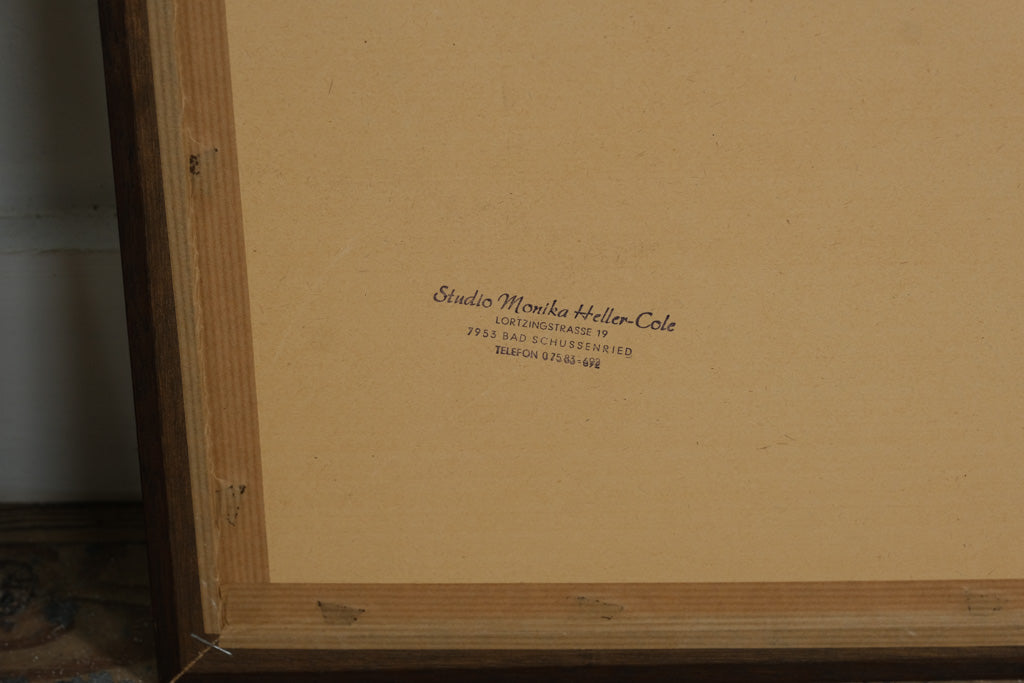 Studio Monika Heller-Cole
LORTZINGSTRASSE 19
7953 BAD SCHUSSENRIED
TELEFON 07583-692